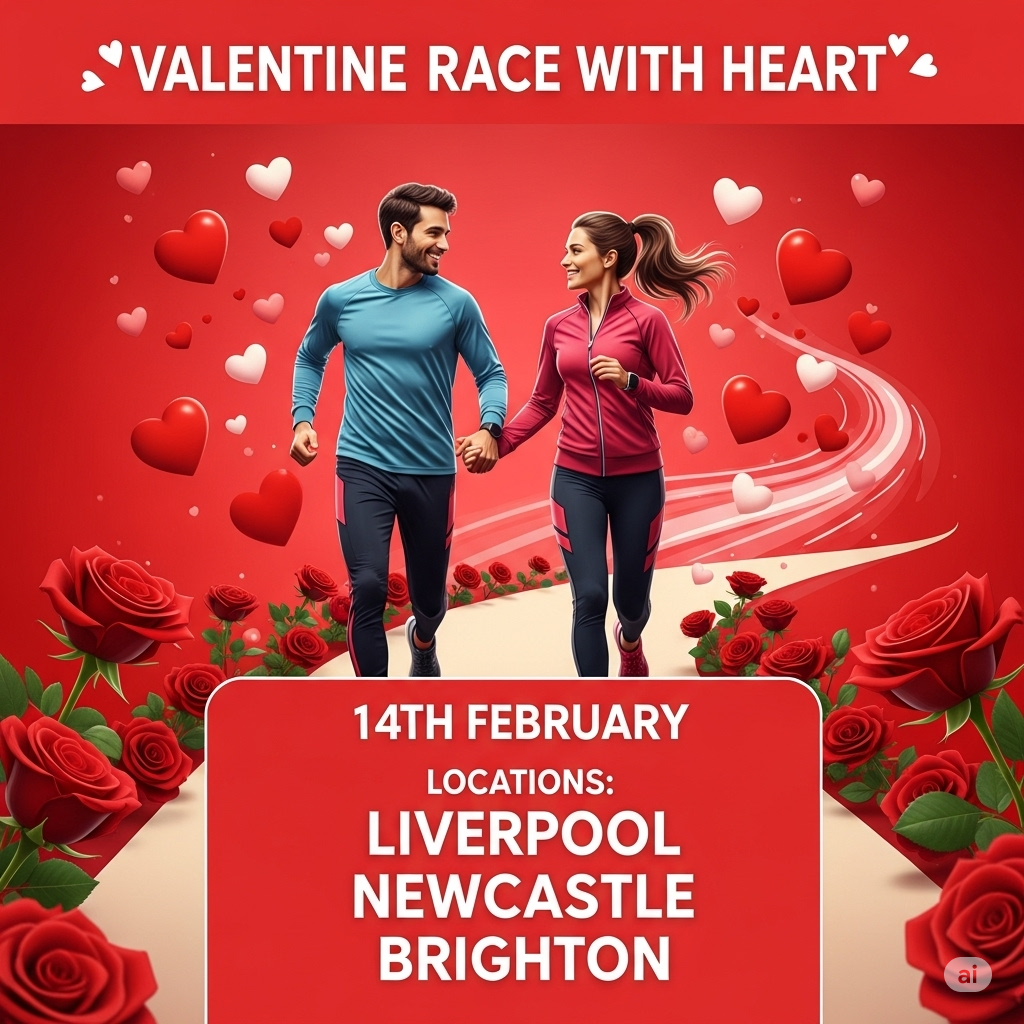 VALENTINE RACE WITH HEART
14TH FEBRUARY
LOCATIONS:
LIVERPOOL
NEWCASTLE
BRIGHTON
ai